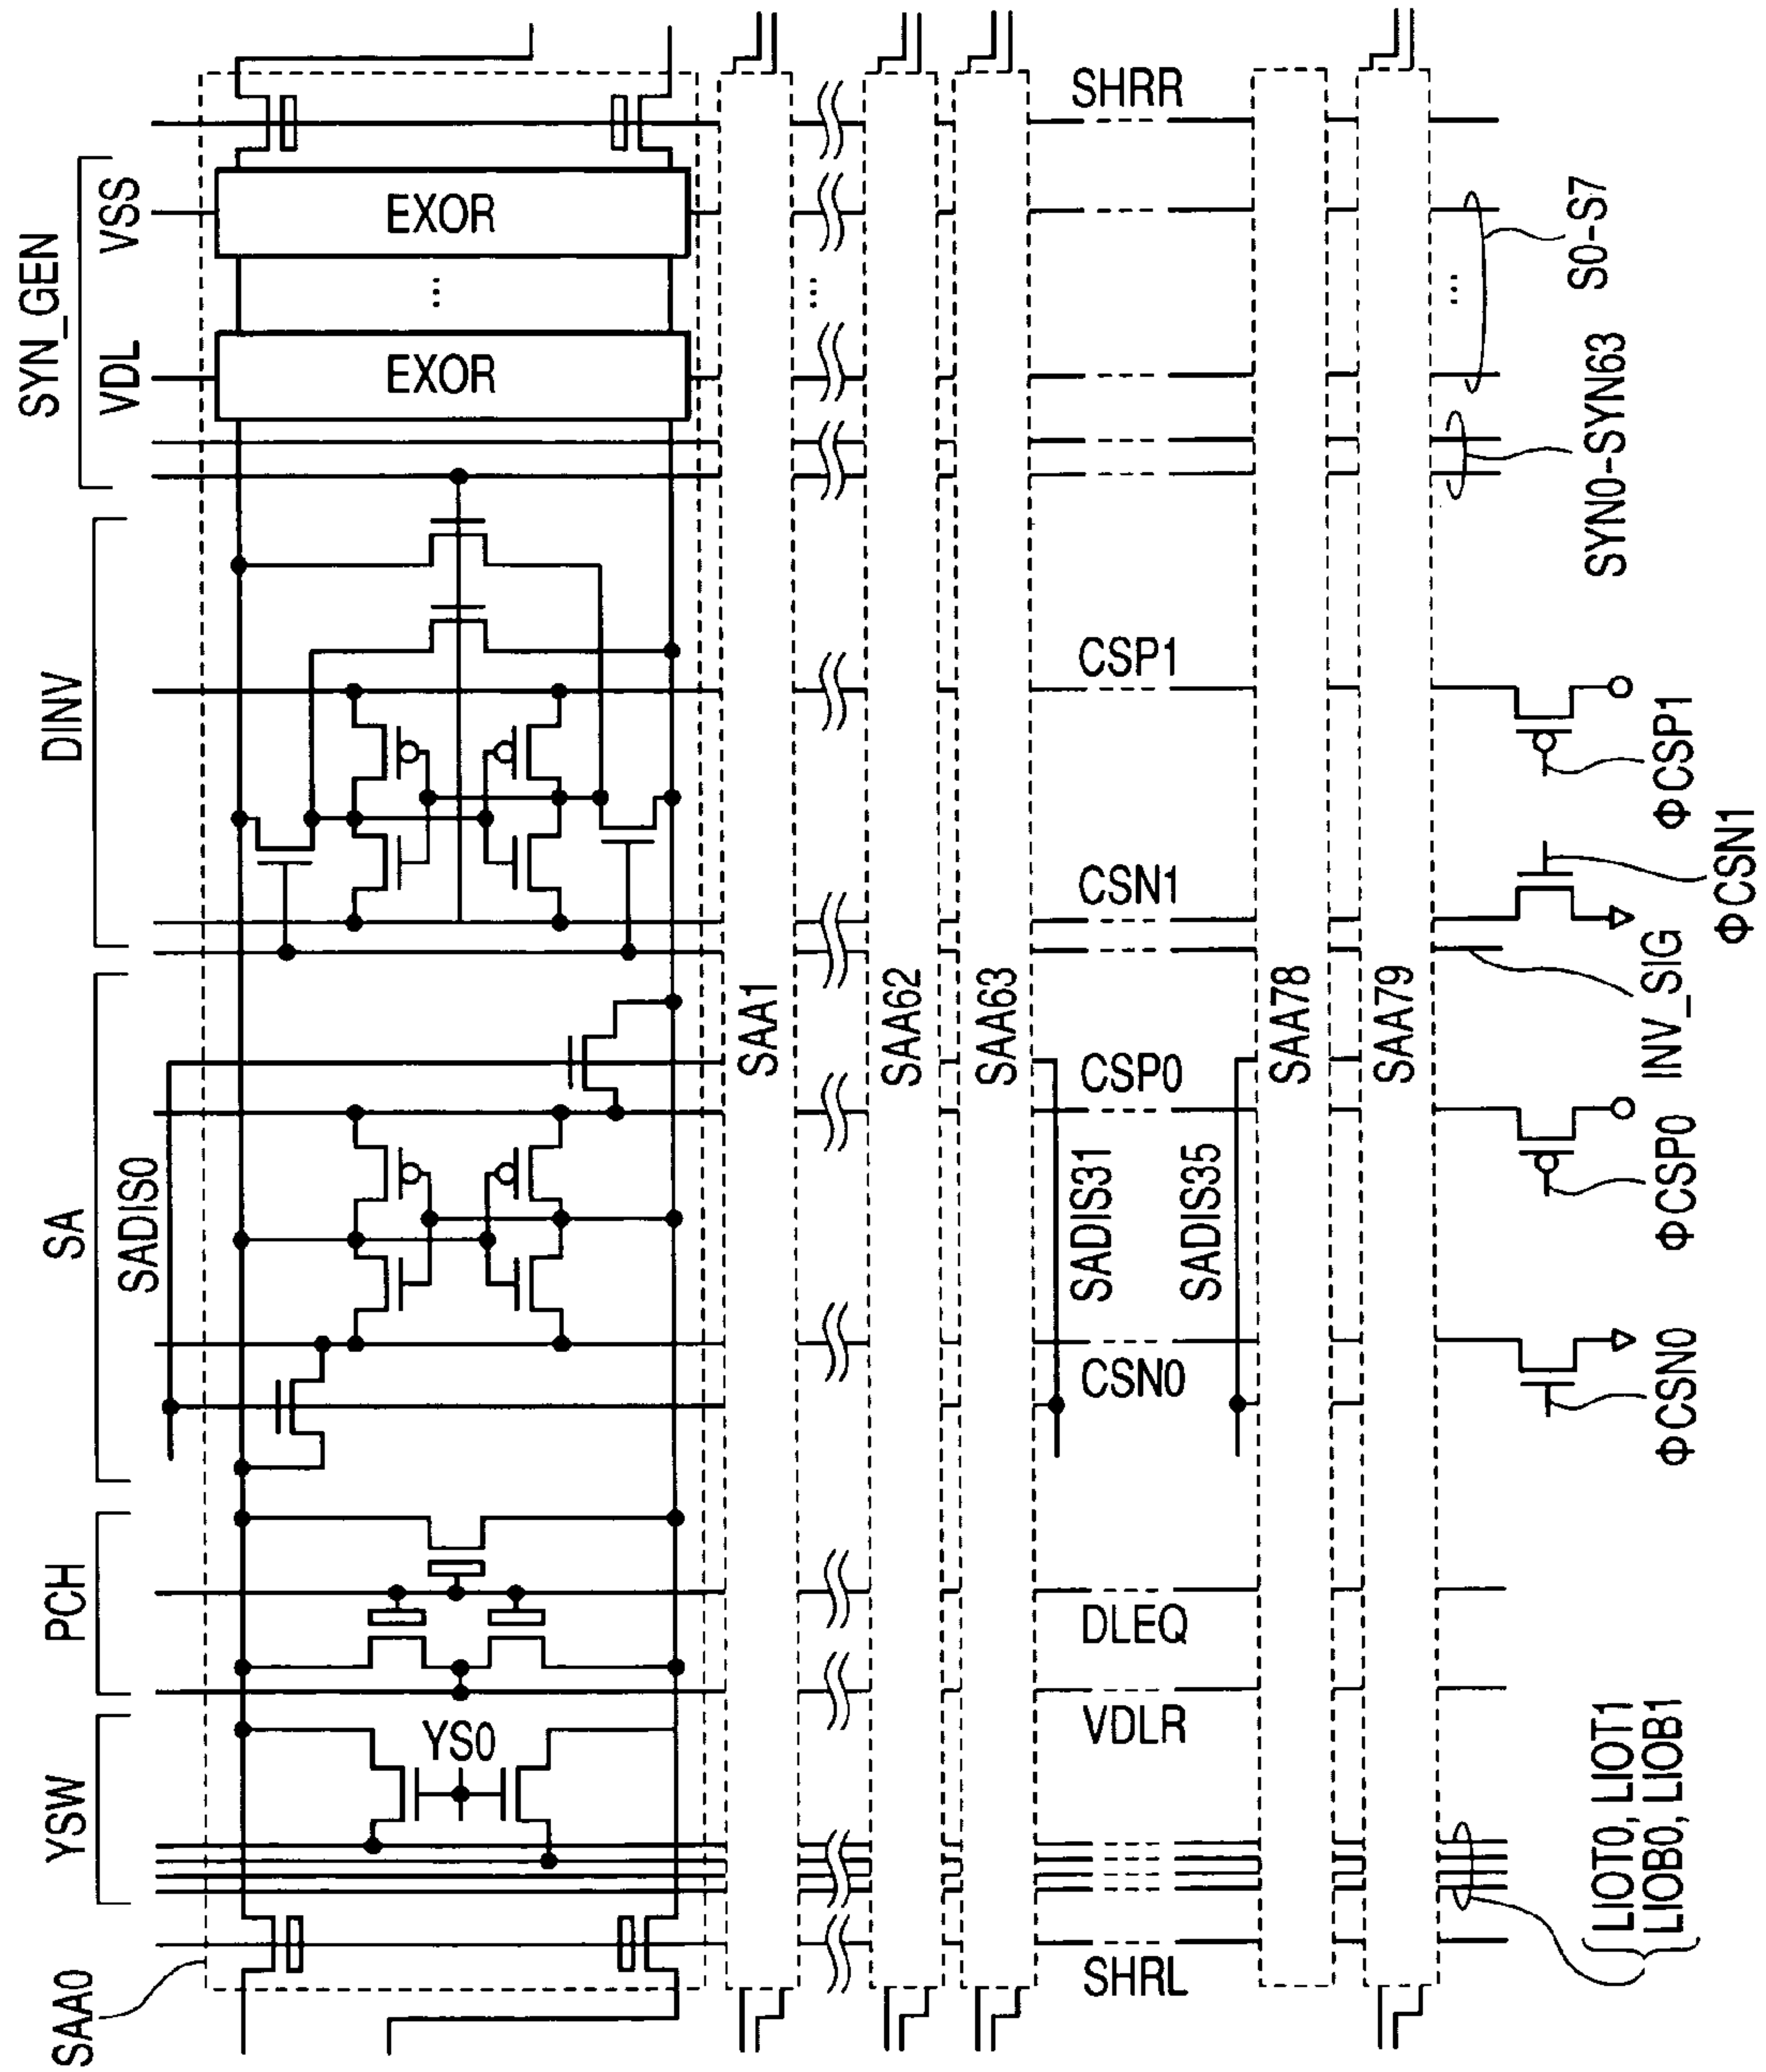 SAA0
YSW
PCH
SA
DINV
SYN_GEN
SADIS0
VDL
VSS
YS0
EXOR
...
EXOR
SAA1
...
SAA62
SAA63
SHRL
VDLR
DLEQ
CSN0
CSP0
CSN1
CSP1
SHRR
SADIS31
SADIS35
SAA78
SAA79
...
LIOT0, LIOT1
LIOB0, LIOB1
ΦCSN0
ΦCSP0
INV_SIG
ΦCSN1
ΦCSP1
SYN0-SYN63
S0-S7